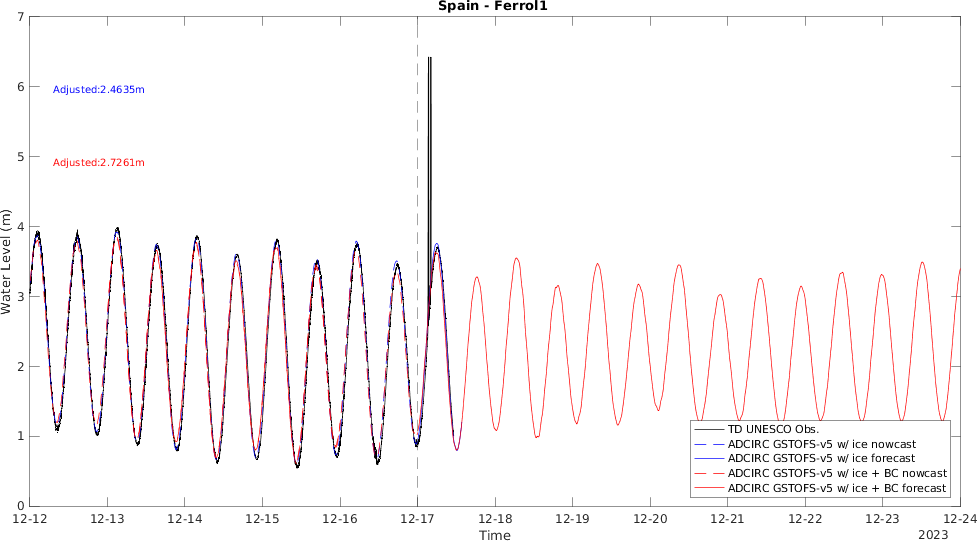 Spain - Ferrol1
7
6
5
4
3
2
1
0
Water Level (m)
Adjusted:2.4635m
Adjusted:2.7261m
TD UNESCO Obs.
ADCIRC GSTOFS-v5 w/ ice nowcast
ADCIRC GSTOFS-v5 w/ ice forecast
ADCIRC GSTOFS-v5 w/ ice + BC nowcast
ADCIRC GSTOFS-v5 w/ ice + BC forecast
12-12 12-13 12-14 12-15 12-16 12-17 12-18 12-19 12-20 12-21 12-22 12-23 12-24
Time
2023